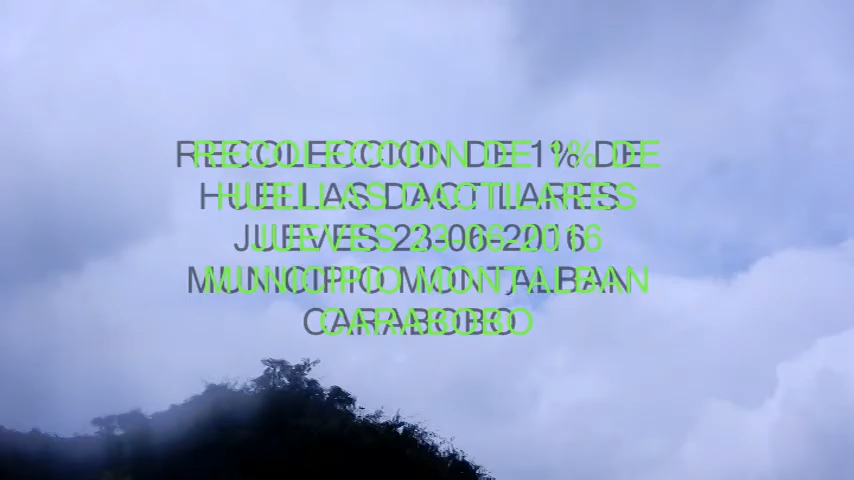 RECOLECCION DE 1% DE
HUELLAS DACTILARES
JUEVES 23-06-2016
MUNICIPIO MONTALBAN
CARABOBO